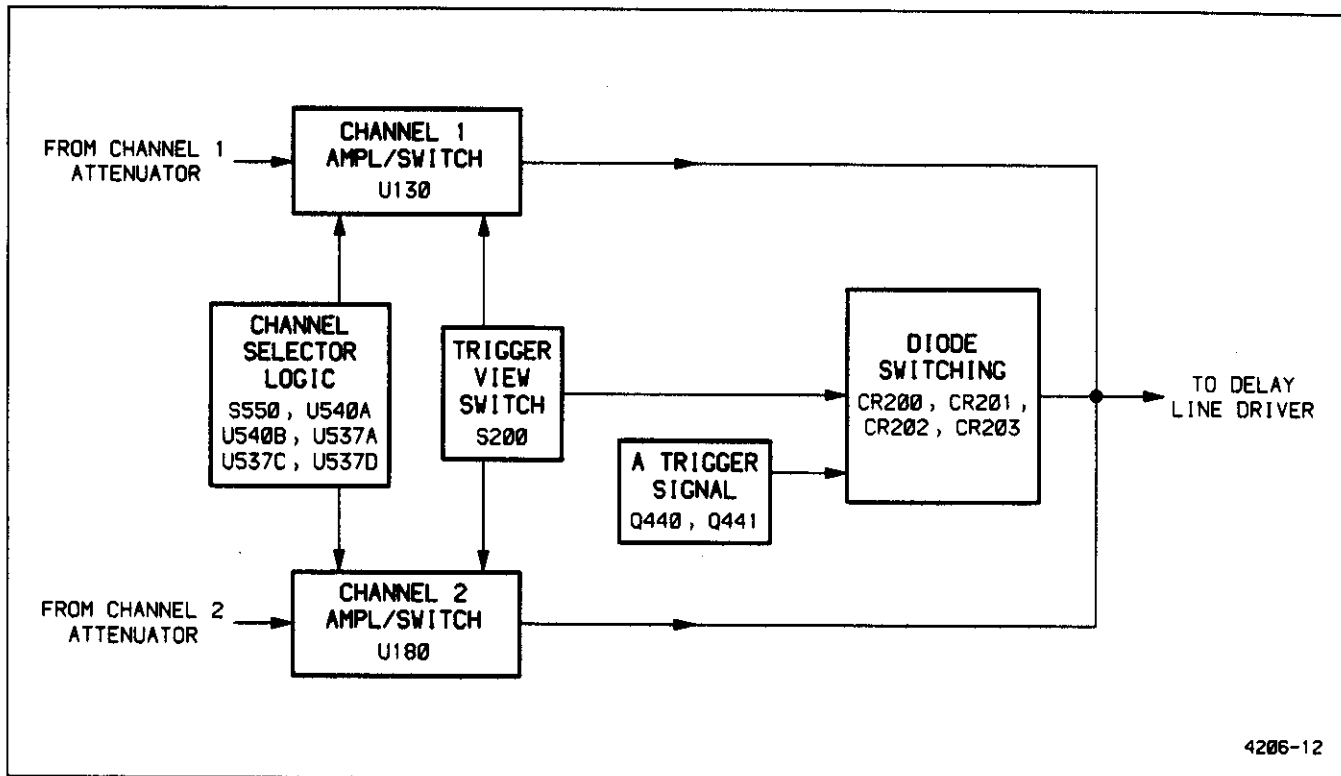 CHANNEL 1
AMPL/SWITCH
U130
FROM CHANNEL 1
ATTENUATOR
CHANNEL
SELECTOR
LOGIC
S550, U540A
U540B, U537A
U537C, U537D
TRIGGER
VIEW
SWITCH
S200
A TRIGGER
SIGNAL
Q440, Q441
DIODE
SWITCHING
CR200, CR201,
CR202, CR203
TO DELAY
LINE DRIVER
FROM CHANNEL 2
ATTENUATOR
CHANNEL 2
AMPL/SWITCH
U180
4206-12